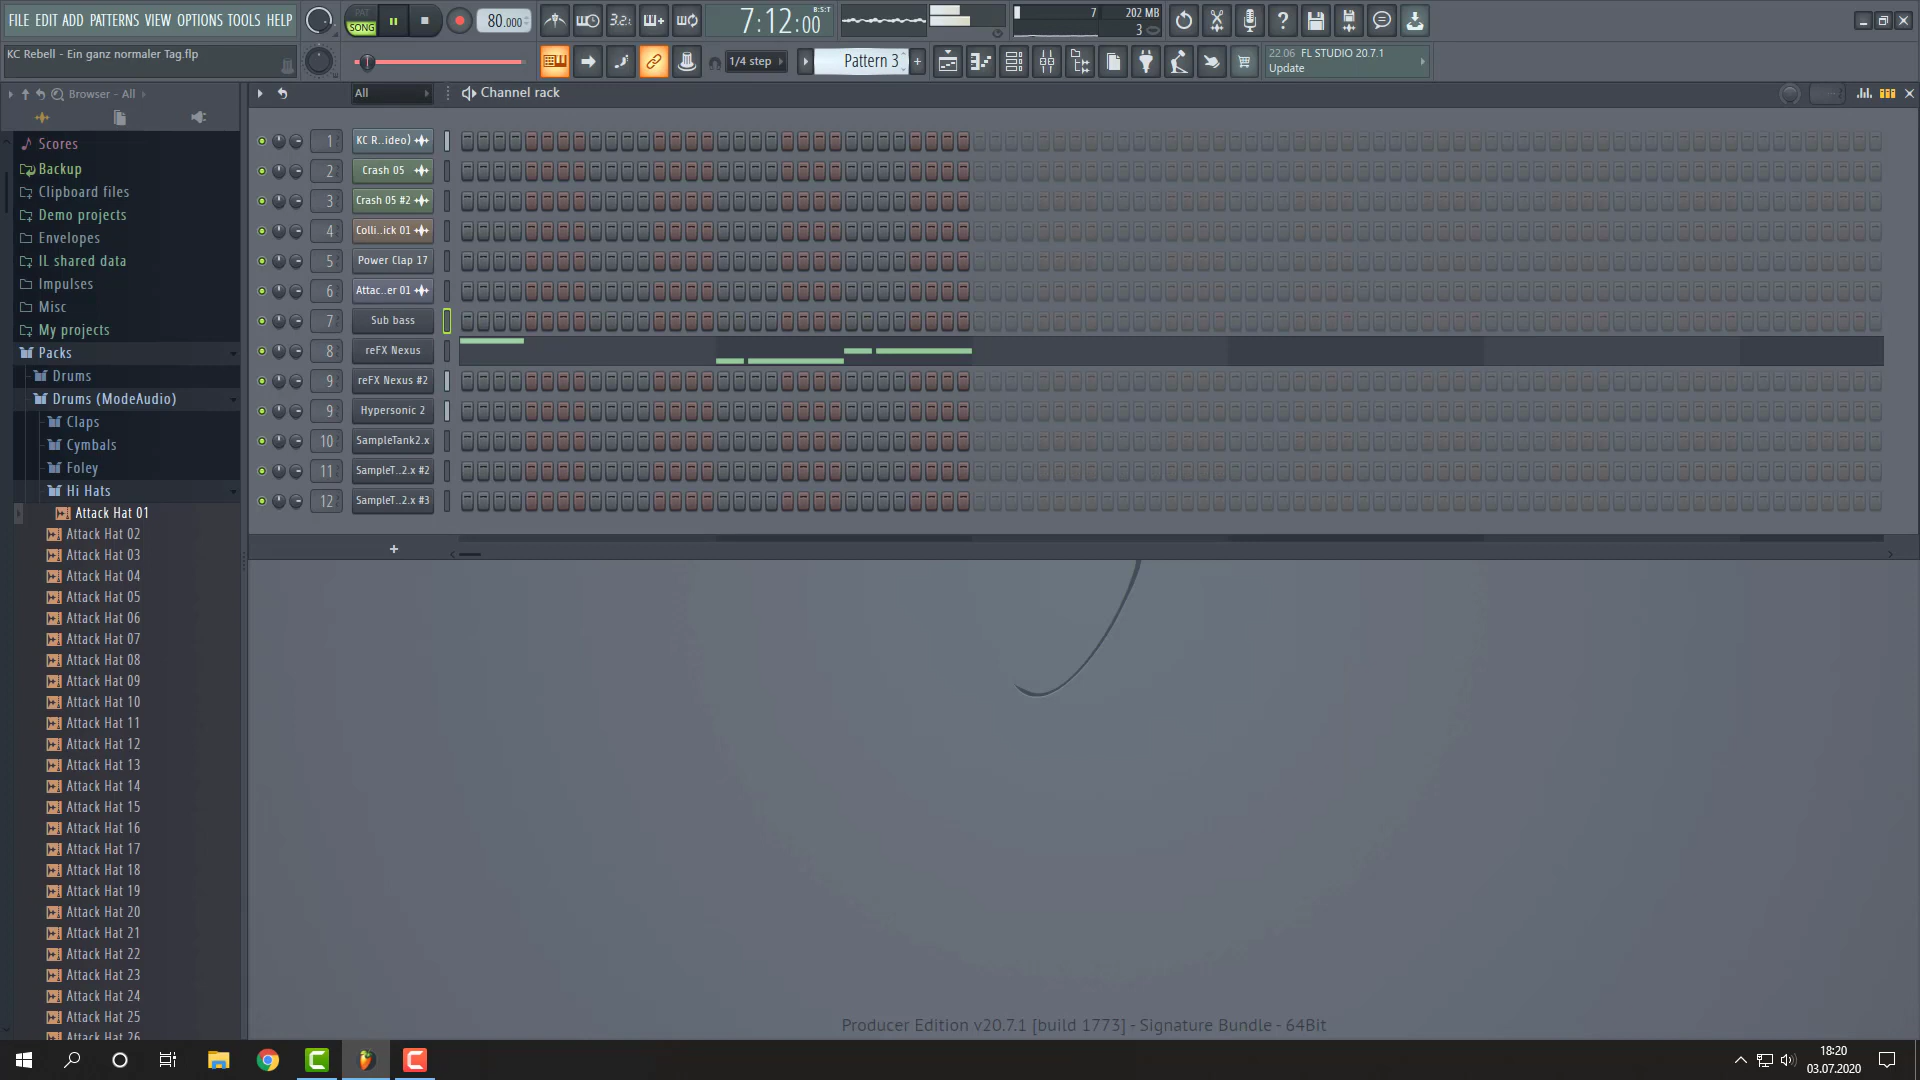 FILE EDIT ADD PATTERNS VIEW OPTIONS TOOLS HELP
PAT
SONG
80.000
3.2.
7:12:00
B:S:T
7
202 MB
3
KC Rebell - Ein ganz normaler Tag.flp
1/4 step
Pattern 3
+
22.06 FL STUDIO 20.7.1
Update
Browser - All
All
Channel rack
Scores
Backup
Clipboard files
Demo projects
Envelopes
IL shared data
Impulses
Misc
My projects
Packs
Drums
Drums (ModeAudio)
Claps
Cymbals
Foley
Hi Hats
Attack Hat 01
Attack Hat 02
Attack Hat 03
Attack Hat 04
Attack Hat 05
Attack Hat 06
Attack Hat 07
Attack Hat 08
Attack Hat 09
Attack Hat 10
Attack Hat 11
Attack Hat 12
Attack Hat 13
Attack Hat 14
Attack Hat 15
Attack Hat 16
Attack Hat 17
Attack Hat 18
Attack Hat 19
Attack Hat 20
Attack Hat 21
Attack Hat 22
Attack Hat 23
Attack Hat 24
Attack Hat 25
Attack Hat 26
1 KC R..ideo)
2 Crash 05
3 Crash 05 #2
4 Colli..ick 01
5 Power Clap 17
6 Attac..er 01
7 Sub bass
8 reFX Nexus
9 reFX Nexus #2
9 Hypersonic 2
10 SampleTank2.x
11 SampleT..2.x #2
12 SampleT..2.x #3
+
Producer Edition v20.7.1 [build 1773] - Signature Bundle - 64Bit
18:20
03.07.2020